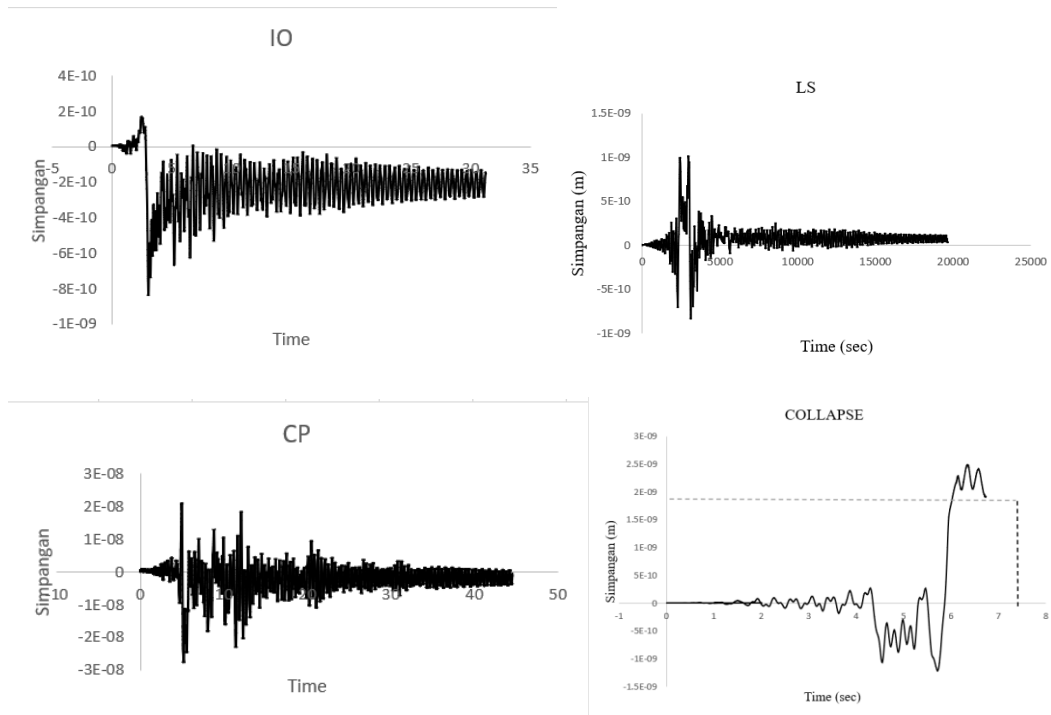 IO
4E-10
2E-10
0
-2E-10
-4E-10
-6E-10
-8E-10
-1E-09
-5
0
5
10
15
20
25
30
35
Simpangan
Time
LS
1.5E-09
1E-09
5E-10
0
-5E-10
-1E-09
0
5000
10000
15000
20000
25000
Simpangan (m)
Time (sec)
CP
3E-08
2E-08
1E-08
0
-1E-08
-2E-08
-3E-08
10
0
10
20
30
40
50
Simpangan
Time
COLLAPSE
3E-09
2.5E-09
2E-09
1.5E-09
1E-09
5E-10
0
-5E-10
-1E-09
-1.5E-09
-1
0
1
2
3
4
5
6
7
8
Simpangan (m)
Time (sec)